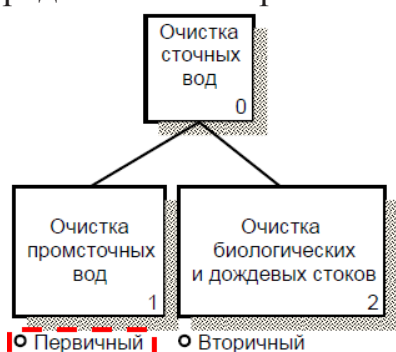 Очистка
сточных
вод
0
Очистка
промсточных
вод
1
Очистка
биологических
и дождевых стоков
2
Первичный
Вторичный